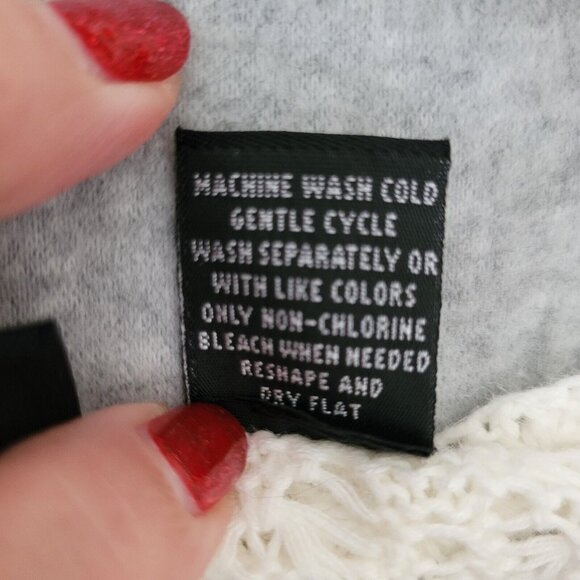 MACHINE WASH COLD
GENTLE CYCLE
WASH SEPARATELY OR
WITH LIKE COLORS
ONLY NON-CHLORINE
BLEACH WHEN NEEDED
RESHAPE AND
DRY FLAT